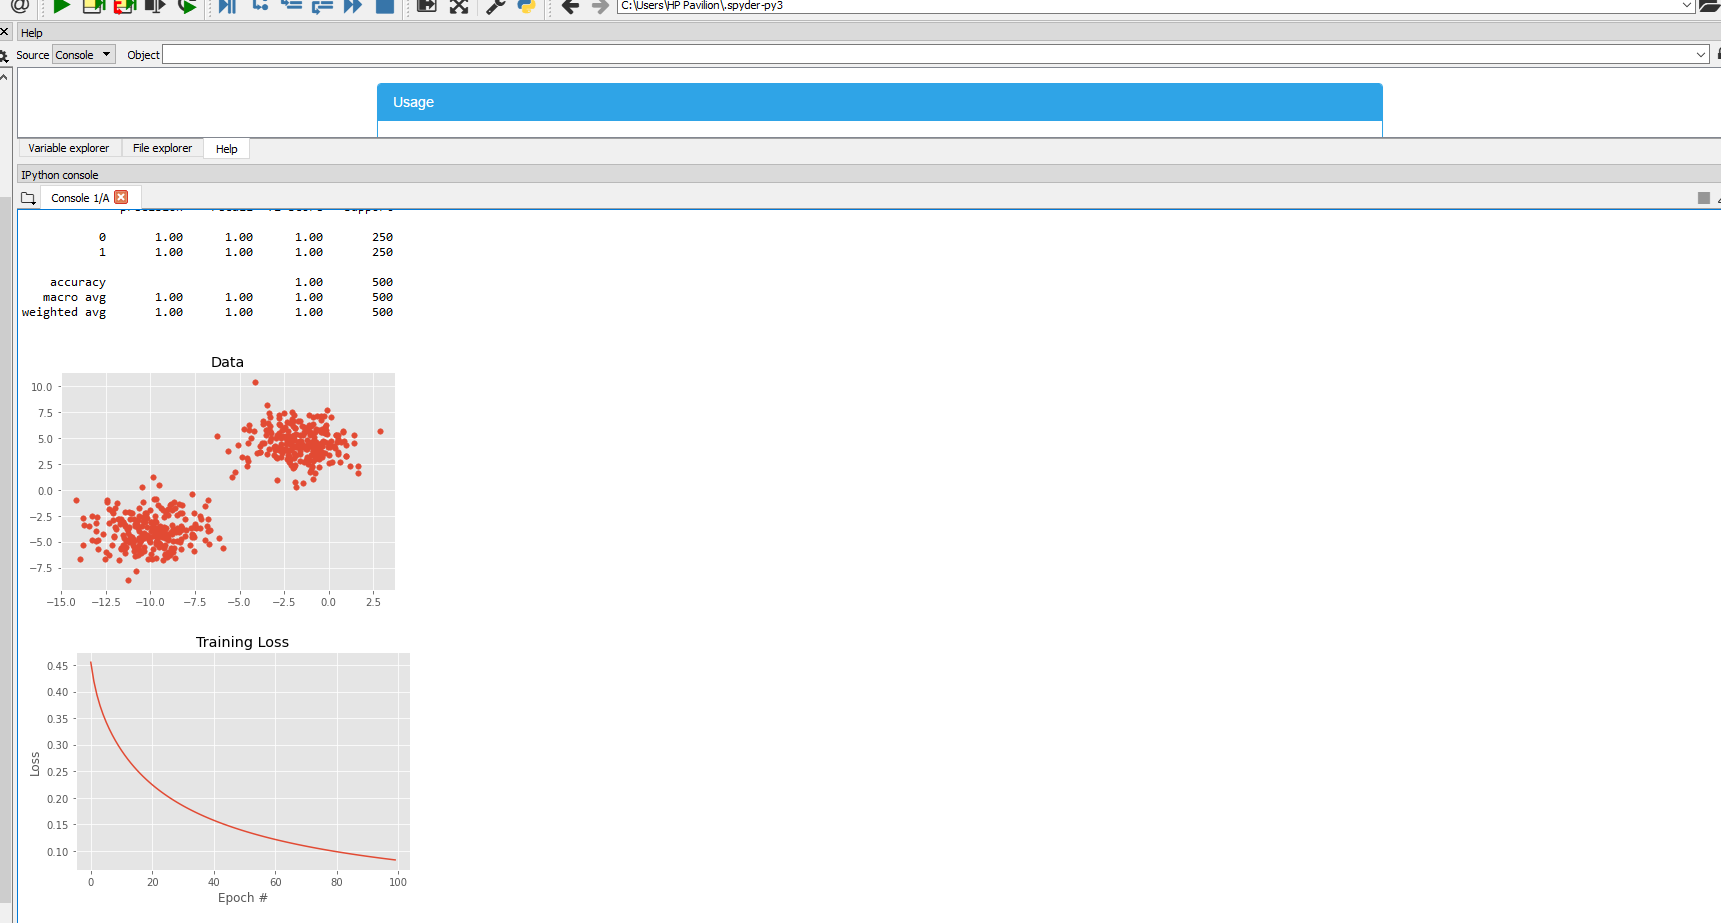 C:\Users\HP Pavilion\.spyder-py3
Help
Source Console Object
Usage
Variable explorer File explorer Help
IPython console
Console 1/A
precision recall f1-score support
0 1.00 1.00 1.00 250
1 1.00 1.00 1.00 250
accuracy 1.00 500
macro avg 1.00 1.00 1.00 500
weighted avg 1.00 1.00 1.00 500
Data
10.0
7.5
5.0
2.5
0.0
−2.5
−5.0
−7.5
−15.0 −12.5 −10.0 −7.5 −5.0 −2.5 0.0 2.5
Training Loss
0.45
0.40
0.35
0.30
0.25
0.20
0.15
0.10
Loss
0 20 40 60 80 100
Epoch #